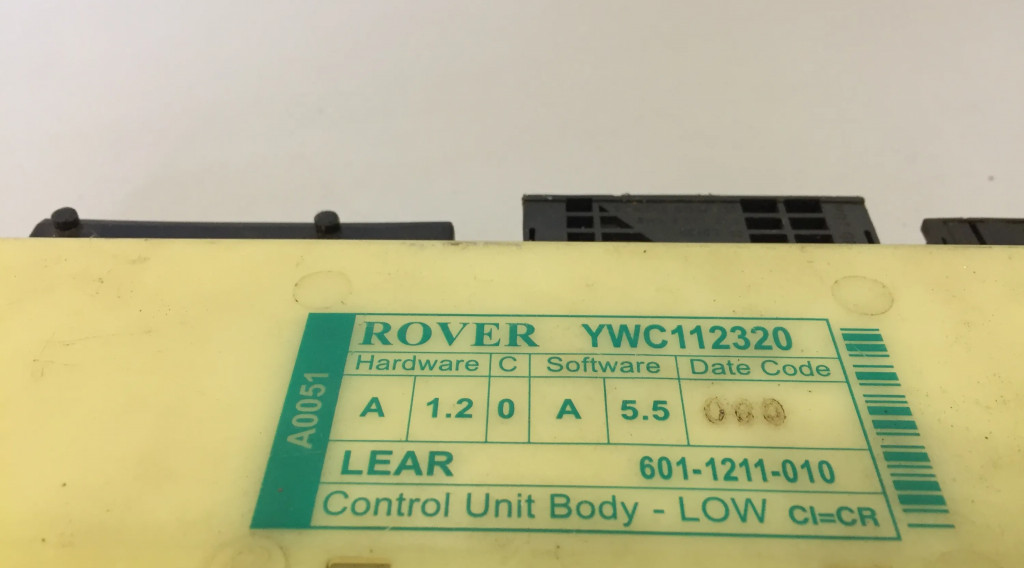 ROVER YWC112320
Hardware C Software Date Code
A 1.2 0 A 5.5 000
LEAR 601-1211-010
Control Unit Body - LOW CI=CR
A0051